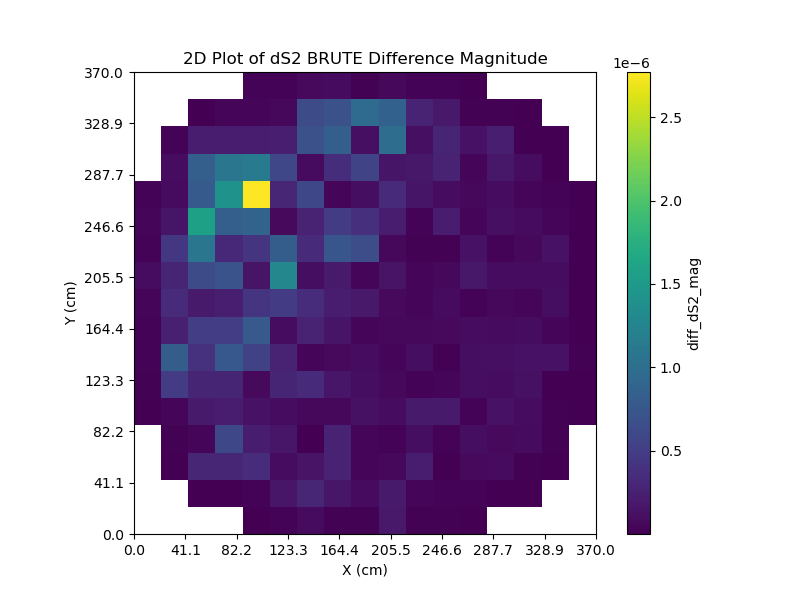 2D Plot of dS2 BRUTE Difference Magnitude
1e−6
370.0
328.9
287.7
246.6
205.5
164.4
123.3
82.2
41.1
0.0
Y (cm)
0.0 41.1 82.2 123.3 164.4 205.5 246.6 287.7 328.9 370.0
X (cm)
2.5
2.0
1.5
1.0
0.5
diff_dS2_mag